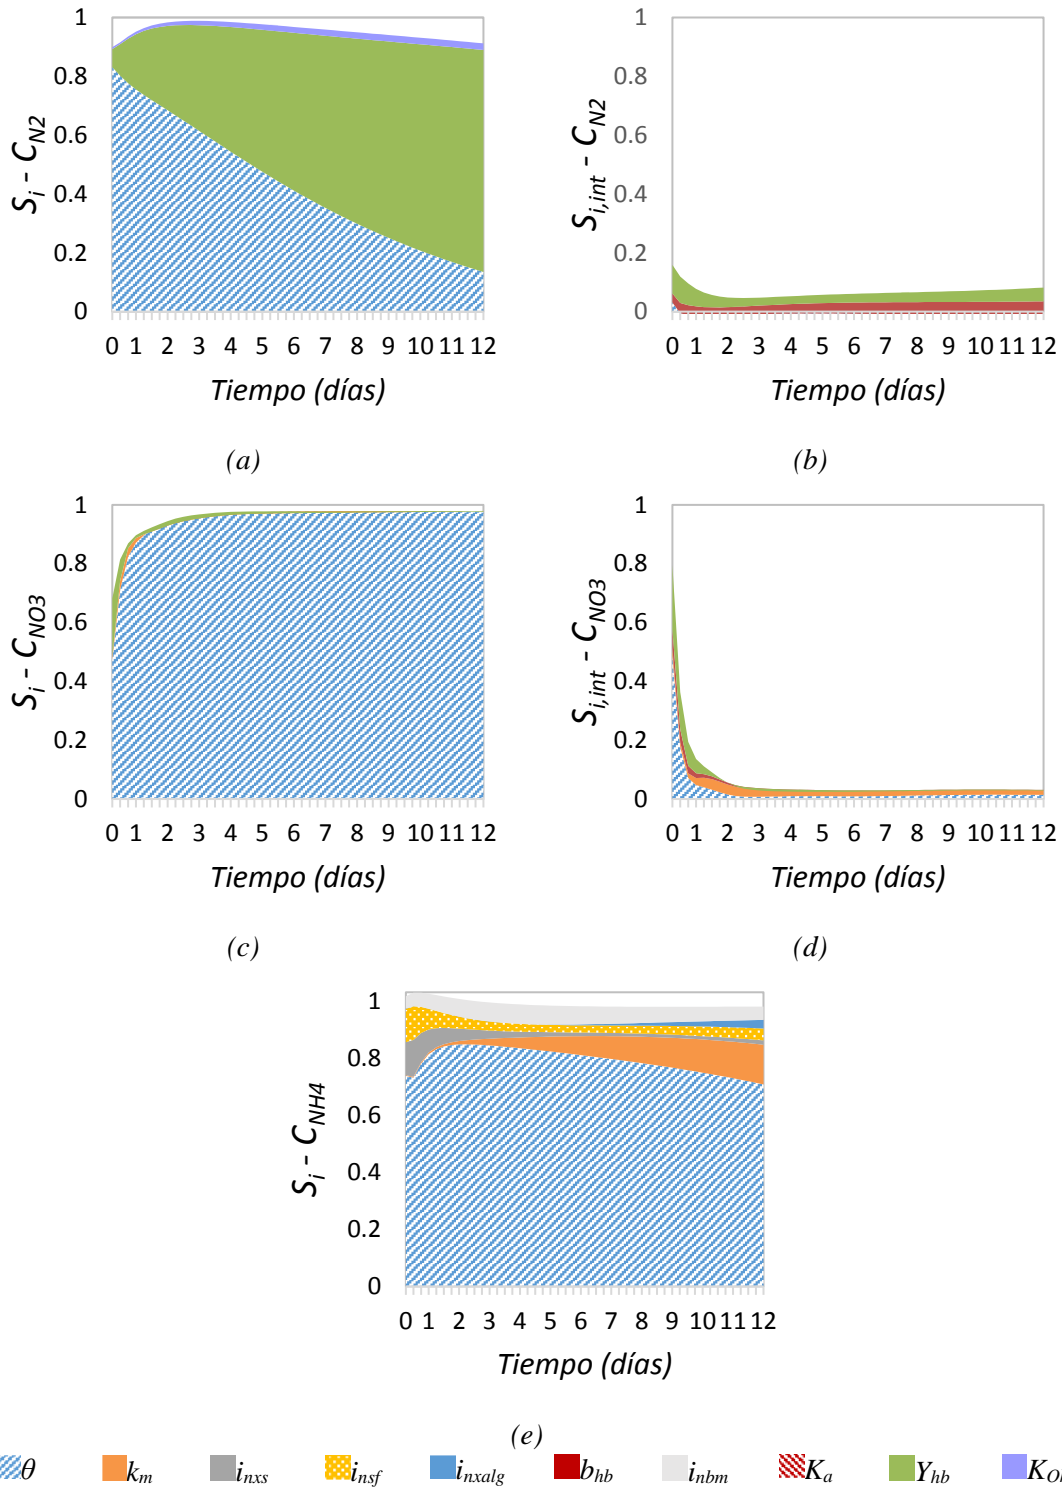 S_i - C_N2
1
0.8
0.6
0.4
0.2
0
0 1 2 3 4 5 6 7 8 9 10 11 12
Tiempo (días)
(a)
S_i,int - C_N2
1
0.8
0.6
0.4
0.2
0
0 1 2 3 4 5 6 7 8 9 10 11 12
Tiempo (días)
(b)
S_i - C_NO3
1
0.8
0.6
0.4
0.2
0
0 1 2 3 4 5 6 7 8 9 10 11 12
Tiempo (días)
(c)
S_i,int - C_NO3
1
0.8
0.6
0.4
0.2
0
0 1 2 3 4 5 6 7 8 9 10 11 12
Tiempo (días)
(d)
S_i - C_NH4
1
0.8
0.6
0.4
0.2
0
0 1 2 3 4 5 6 7 8 9 10 11 12
Tiempo (días)
(e)
θ k_m i_nxs i_nsf i_nxalg b_hb i_nbm K_a Y_hb